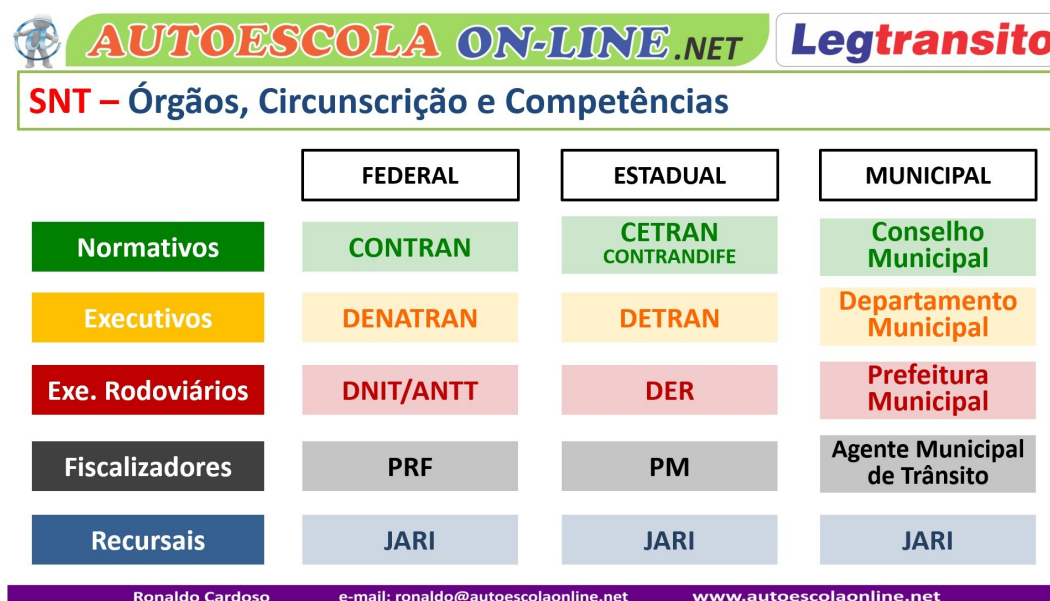 AUTOESCOLA ON-LINE.NET Legtransito
SNT – Órgãos, Circunscrição e Competências
FEDERAL ESTADUAL MUNICIPAL
Normativos CONTRAN CETRAN
CONTRANDIFE Conselho
Municipal
Executivos DENATRAN DETRAN Departamento
Municipal
Exe. Rodoviários DNIT/ANTT DER Prefeitura
Municipal
Fiscalizadores PRF PM Agente Municipal
de Trânsito
Recursais JARI JARI JARI
Ronaldo Cardoso e-mail: ronaldo@autoescolaonline.net www.autoescolaonline.net